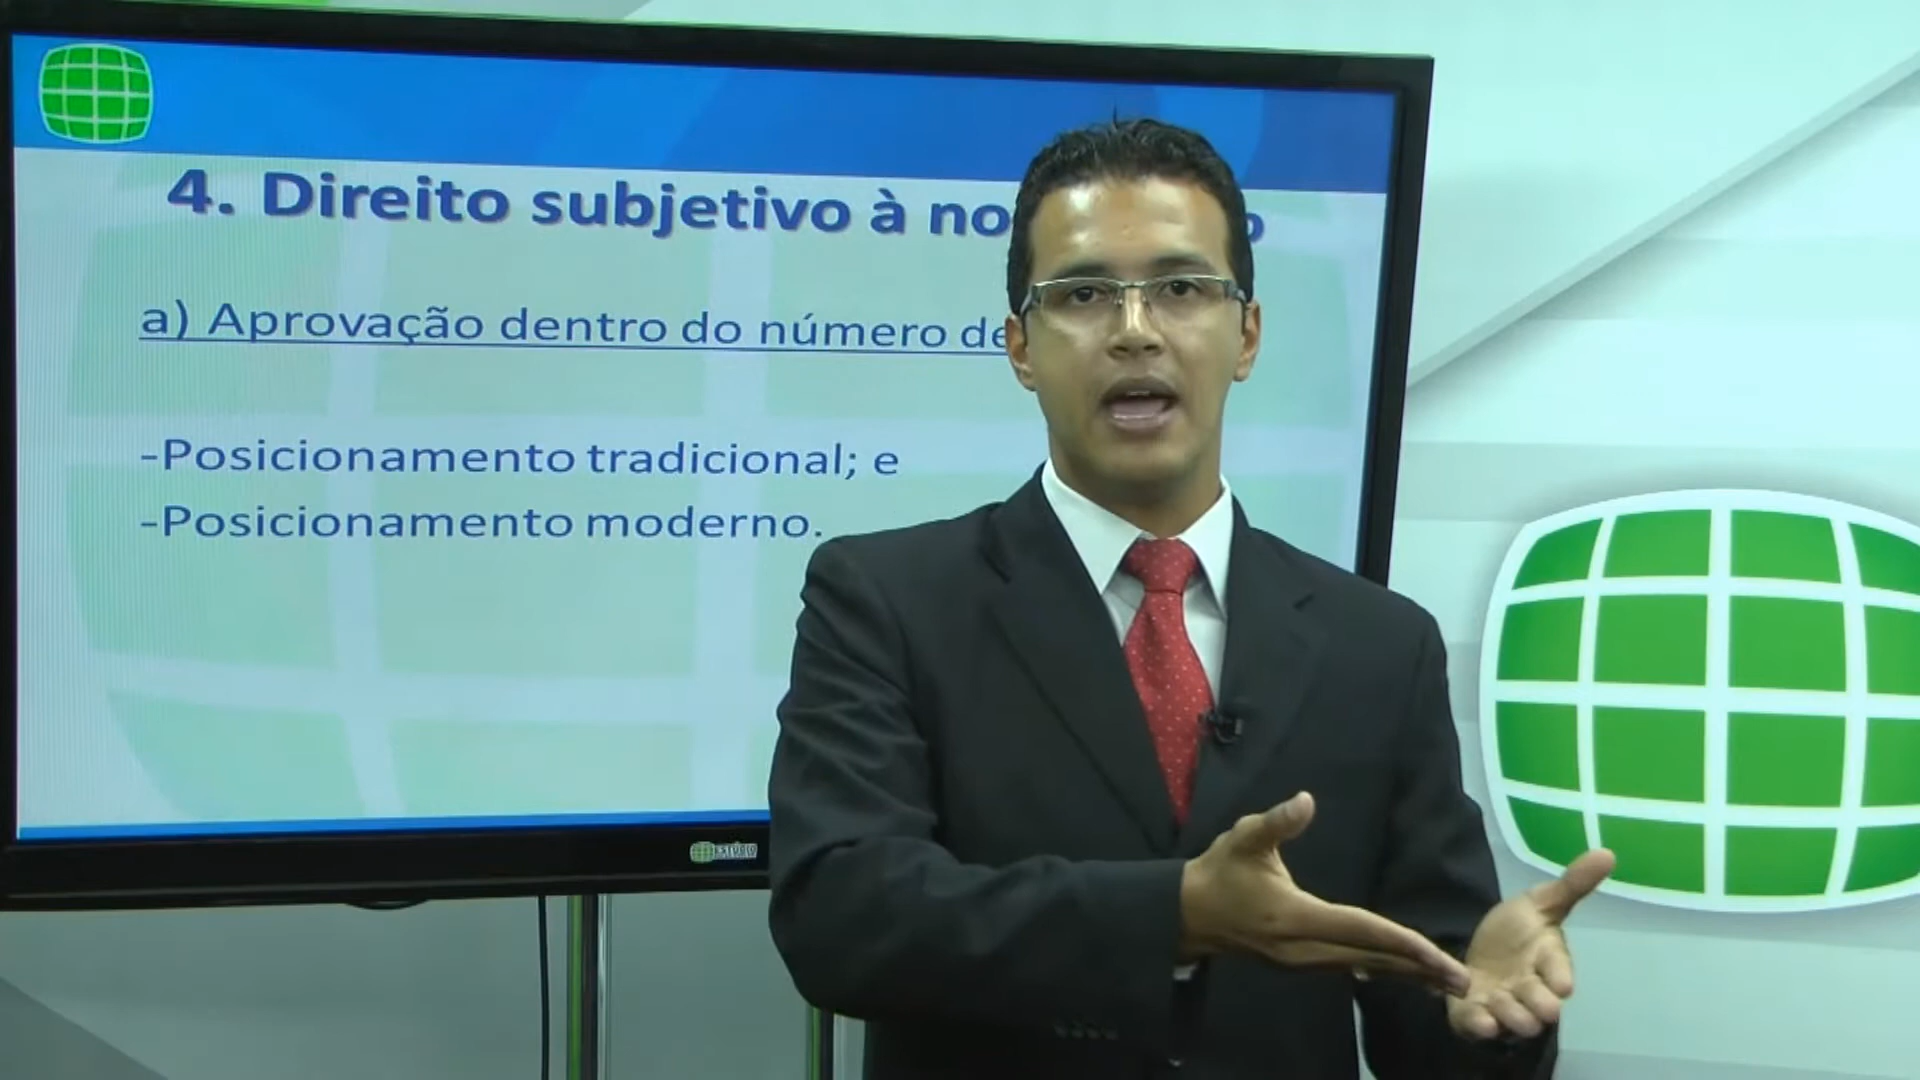 4. Direito subjetivo à no
a) Aprovação dentro do número de
-Posicionamento tradicional; e
-Posicionamento moderno.